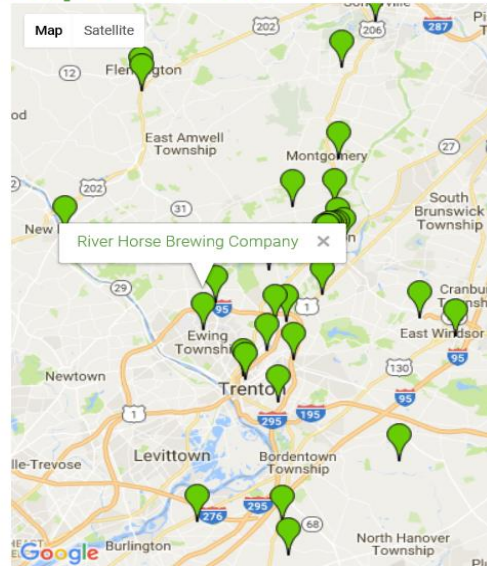 Map Satellite
202
206
287
12
Flemington
East Amwell
Township
Montgomery
27
202
31
South
Brunswick
Township
New
River Horse Brewing Company ×
29
95
1
Ewing
Township
East Windsor
95
130
Newtown
Trenton
95
1
195
295
Levittown
Bordentown
Township
276
295
68
Google
Burlington
North Hanover
Township